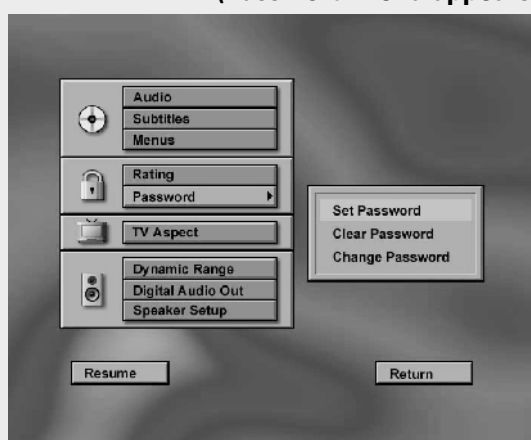 Audio
Subtitles
Menus
Rating
Password
TV Aspect
Dynamic Range
Digital Audio Out
Speaker Setup
Set Password
Clear Password
Change Password
Resume
Return